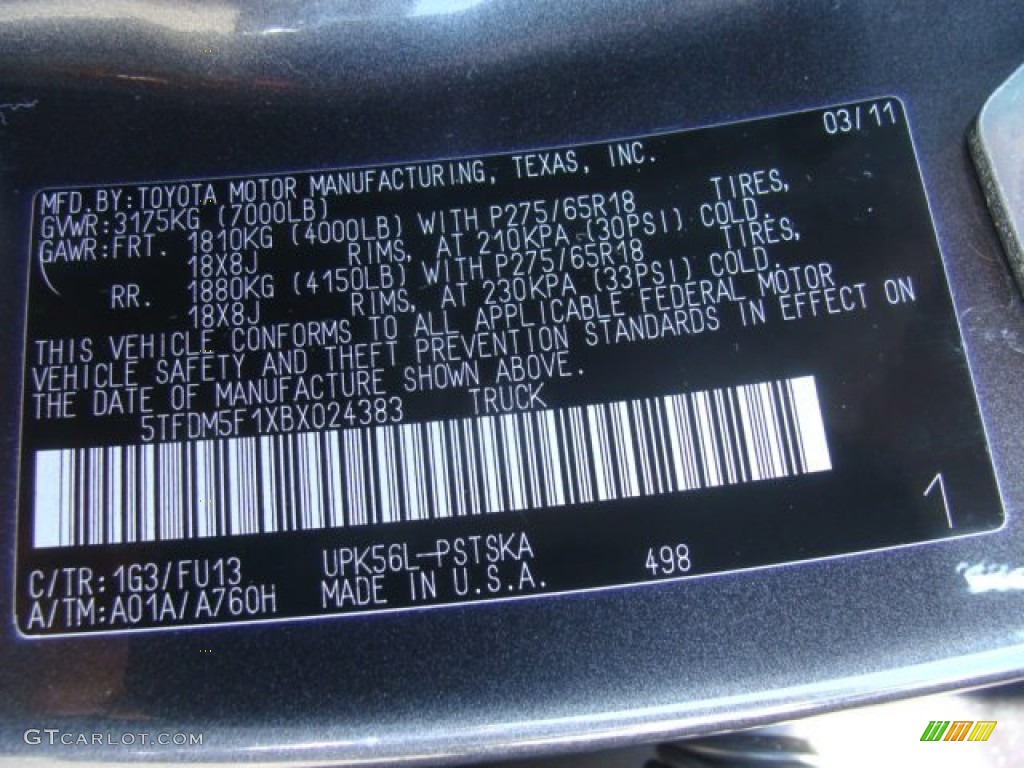 03/11
MFD.BY:TOYOTA MOTOR MANUFACTURING, TEXAS, INC.
GVWR:3175KG (7000LB)
GAWR:FRT. 1810KG (4000LB) WITH P275/65R18 TIRES,
18X8J RIMS, AT 210KPA (30PSI) COLD.
RR. 1880KG (4150LB) WITH P275/65R18 TIRES,
18X8J RIMS, AT 230KPA (33PSI) COLD.
THIS VEHICLE CONFORMS TO ALL APPLICABLE FEDERAL MOTOR
VEHICLE SAFETY AND THEFT PREVENTION STANDARDS IN EFFECT ON
THE DATE OF MANUFACTURE SHOWN ABOVE.
5TFDM5F1XBX024383 TRUCK
1
C/TR:1G3/FU13 UPK56L-PSTSKA 498
A/TM:A01A/A760H MADE IN U.S.A.
GTCARLOT.COM